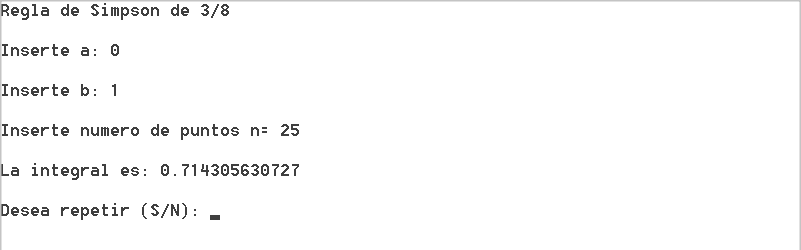 Regla de Simpson de 3/8
Inserte a: 0
Inserte b: 1
Inserte numero de puntos n= 25
La integral es: 0.714305630727
Desea repetir (S/N): _